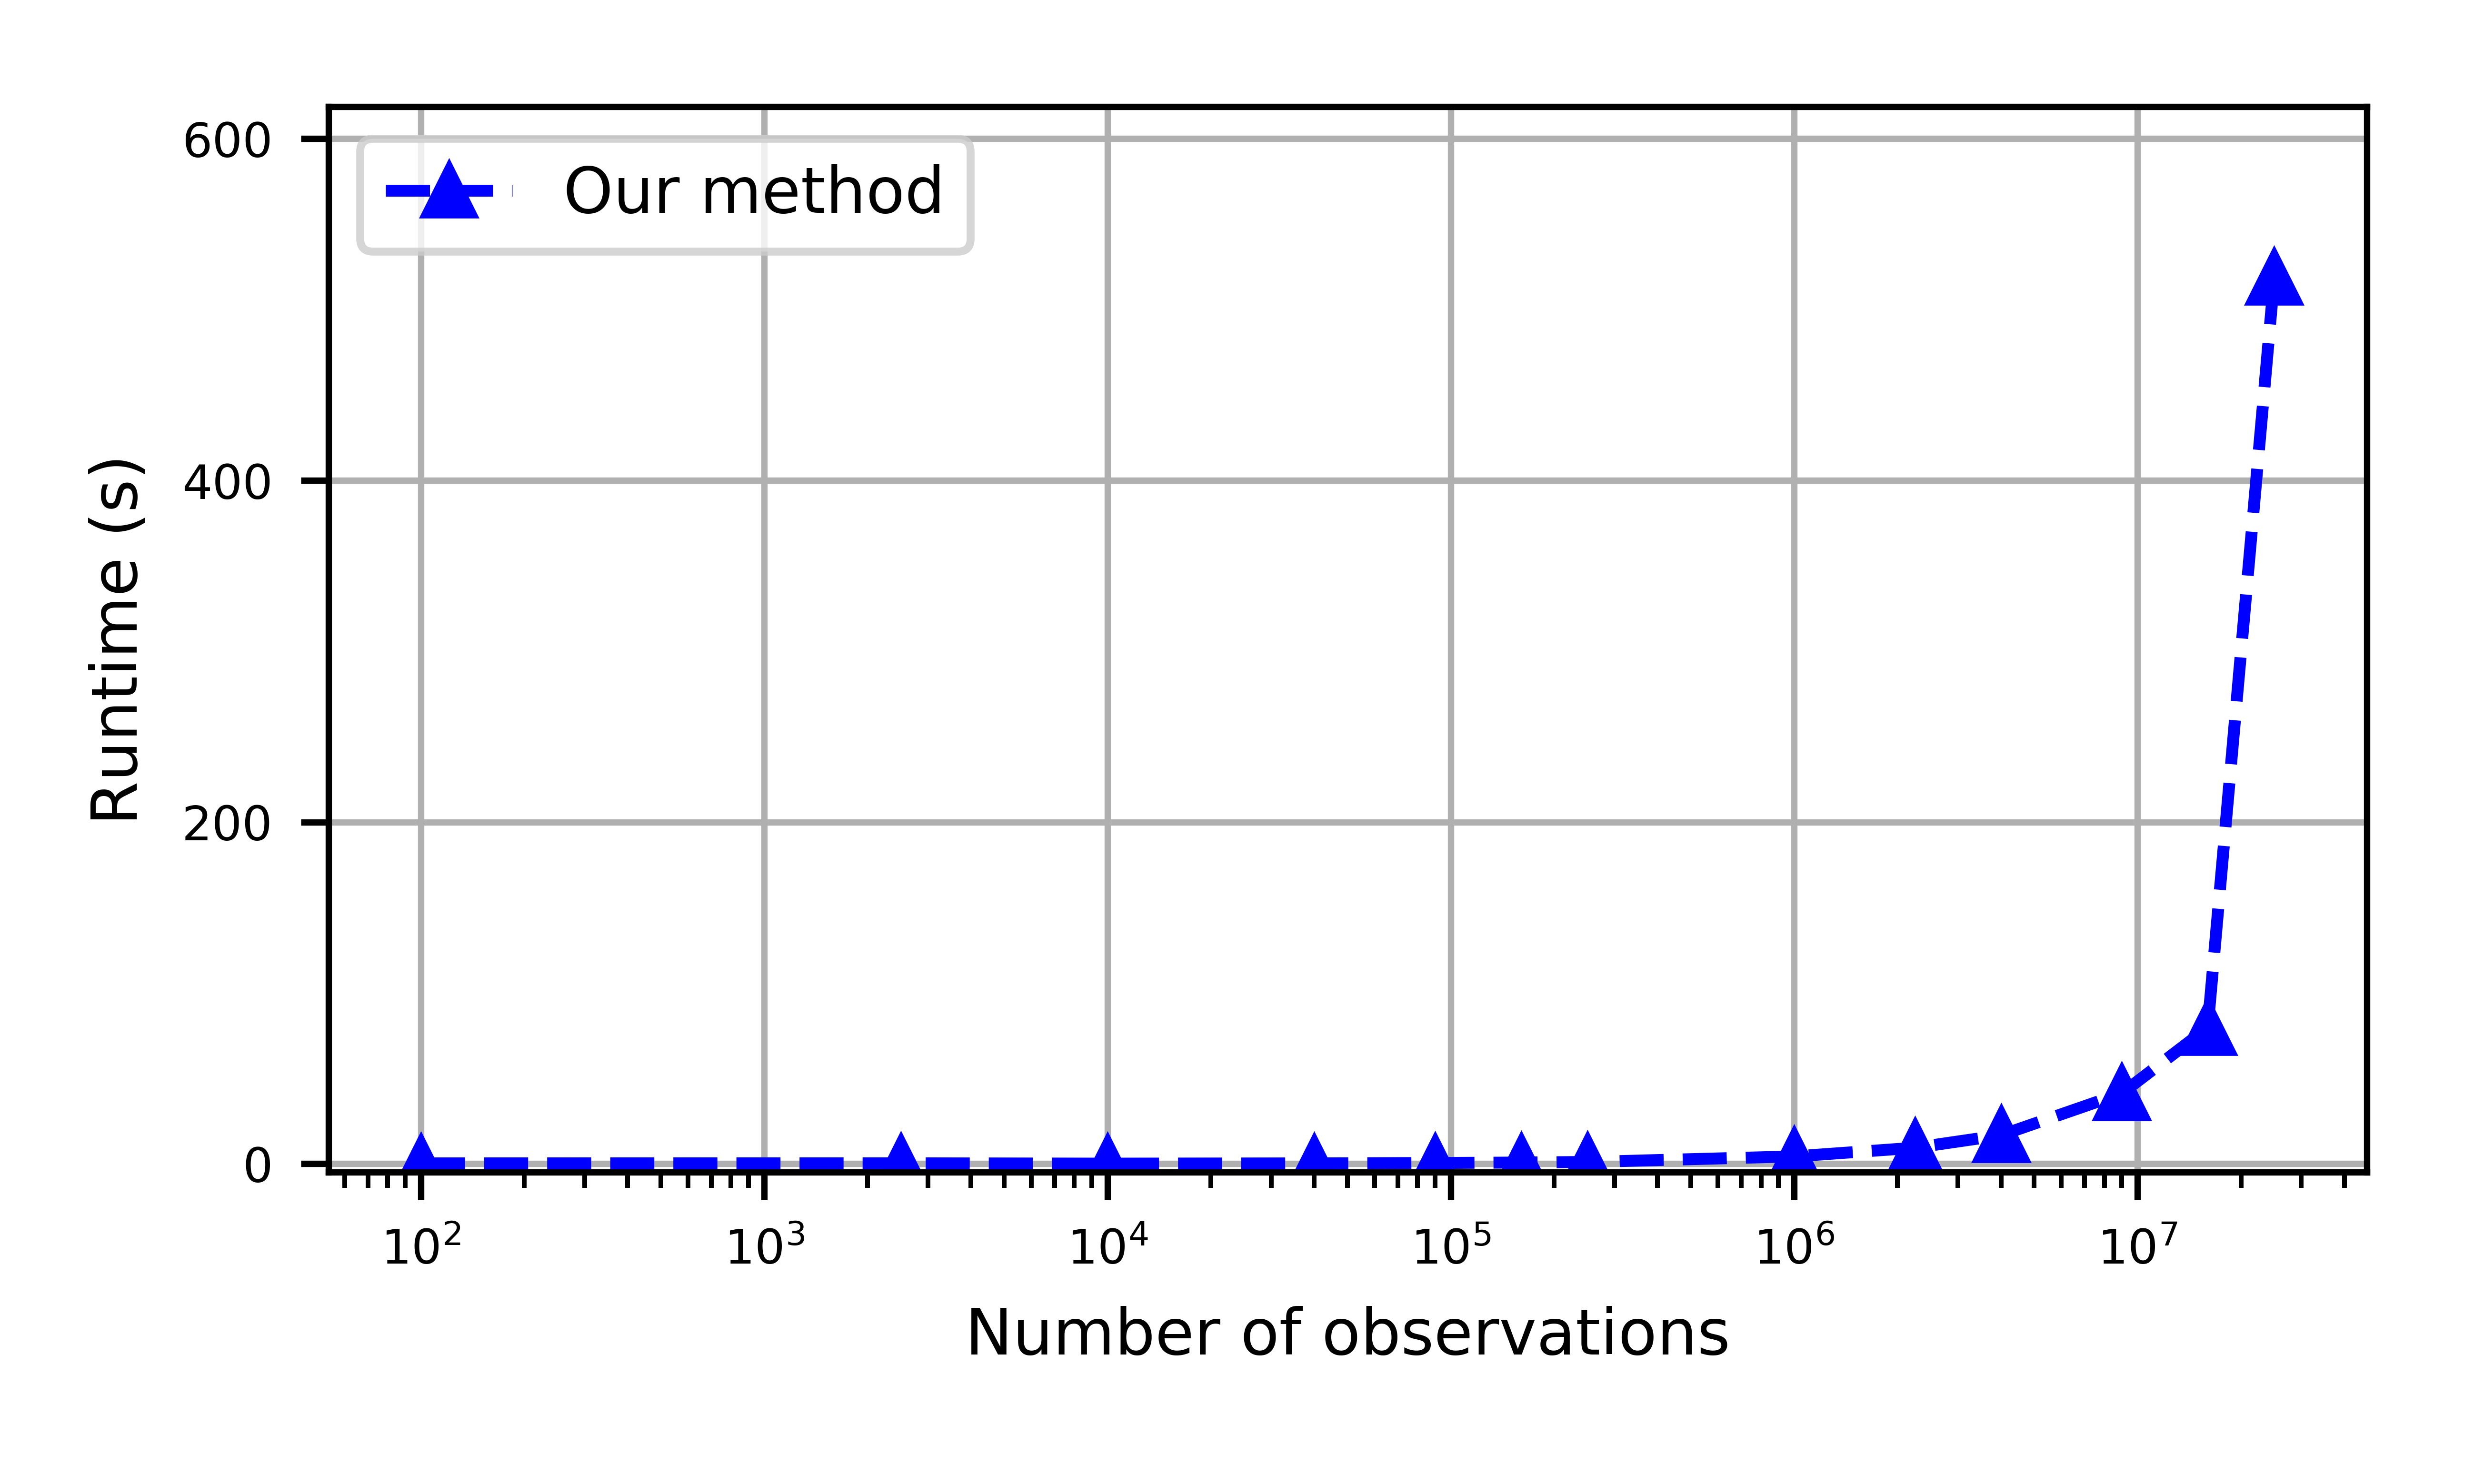 Our method
600
400
200
0
Runtime (s)
10² 10³ 10⁴ 10⁵ 10⁶ 10⁷
Number of observations